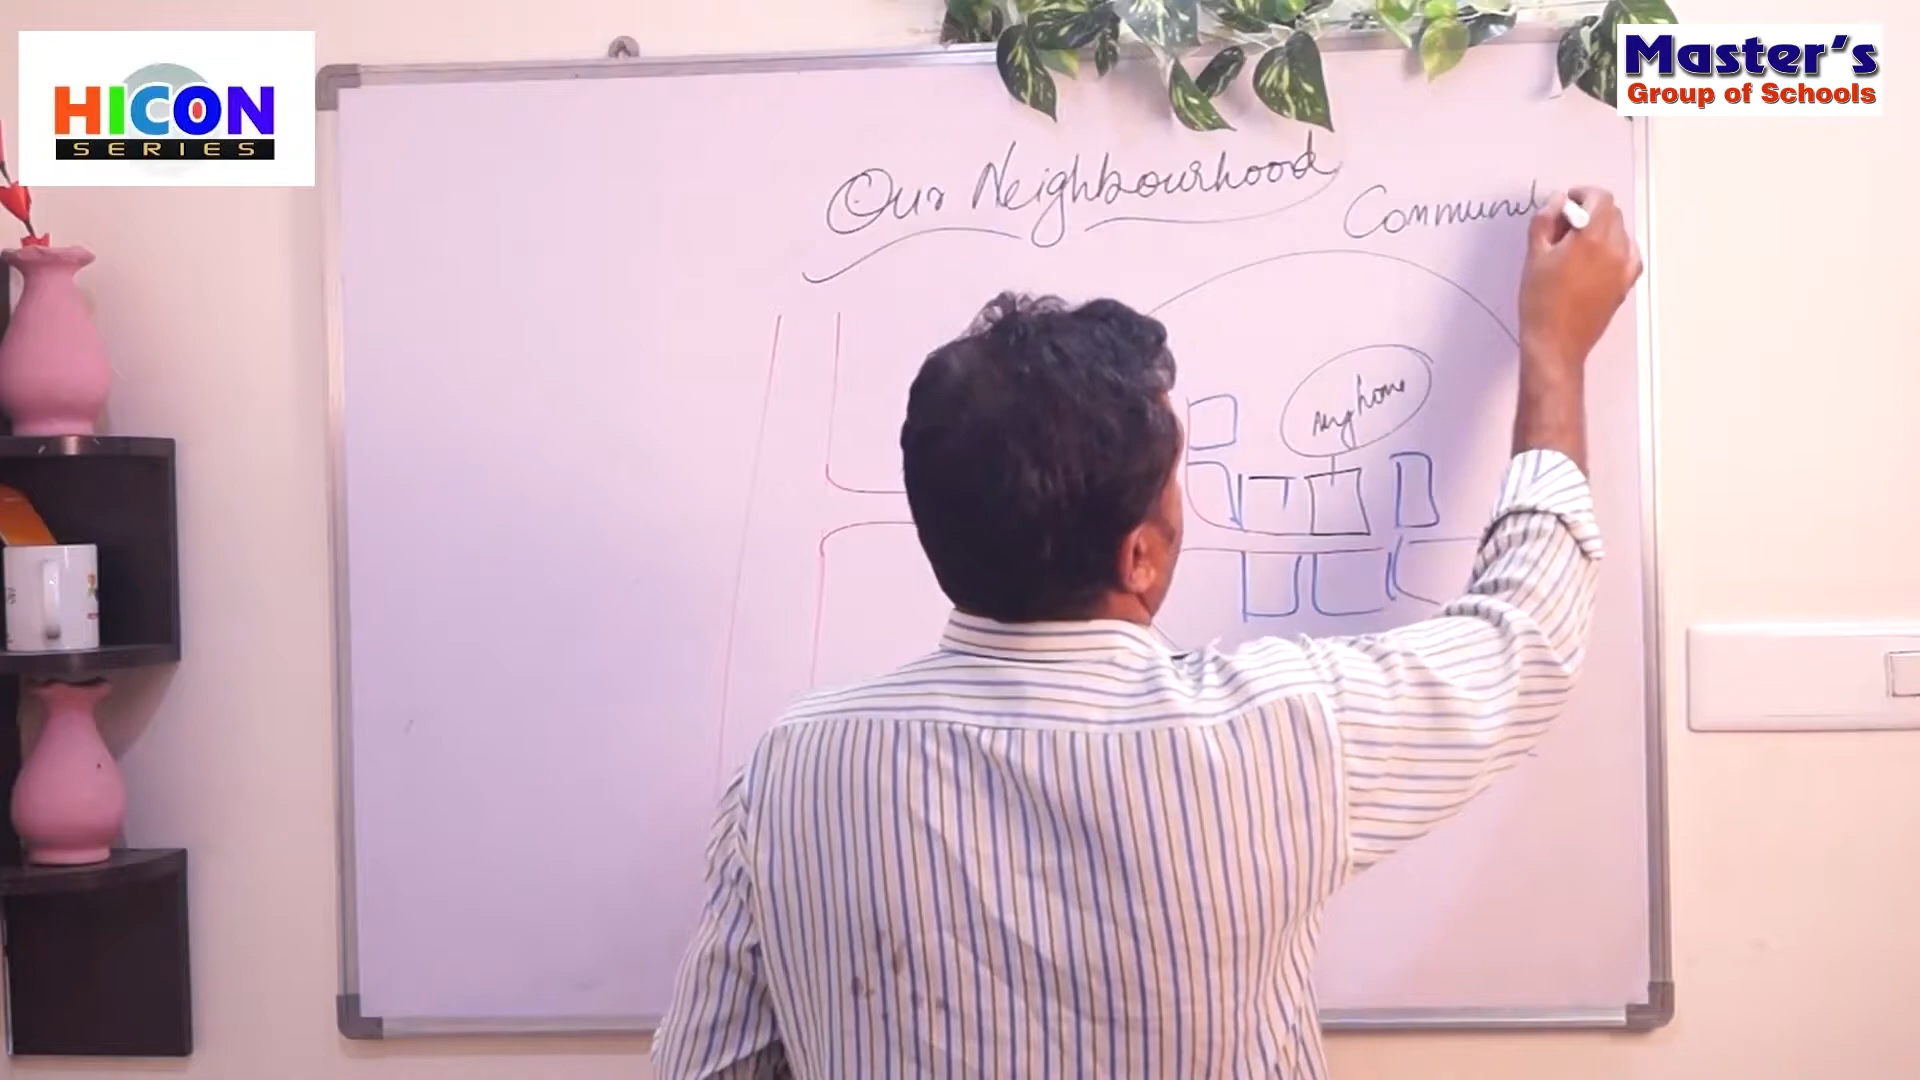 HICON
SERIES
Master's
Group of Schools
Our Neighbourhood
Communit
my home